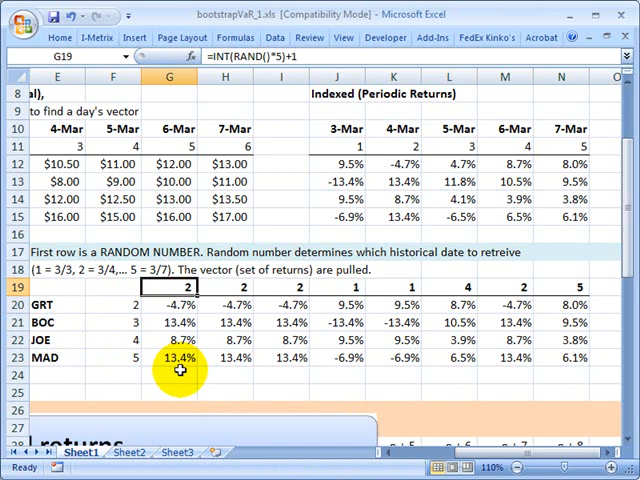 bootstrapVaR_1.xls [Compatibility Mode] - Microsoft Excel
Home I-Metrix Insert Page Layout Formulas Data Review View Developer Add-Ins FedEx Kinko's Acrobat
G19 fx =INT(RAND()*5)+1
E F G H I J K L M N O
8 al), Indexed (Periodic Returns)
9 to find a day's vector
10 4-Mar 5-Mar 6-Mar 7-Mar 3-Mar 4-Mar 5-Mar 6-Mar 7-Mar
11 3 4 5 6 1 2 3 4 5
12 $10.50 $11.00 $12.00 $13.00 9.5% -4.7% 4.7% 8.7% 8.0%
13 $8.00 $9.00 $10.00 $11.00 -13.4% 13.4% 11.8% 10.5% 9.5%
14 $12.00 $12.50 $13.00 $13.50 9.5% 8.7% 4.1% 3.9% 3.8%
15 $16.00 $15.00 $16.00 $17.00 -6.9% 13.4% -6.5% 6.5% 6.1%
16
17 First row is a RANDOM NUMBER. Random number determines which historical date to retreive
18 (1 = 3/3, 2 = 3/4,... 5 = 3/7). The vector (set of returns) are pulled.
19 2 2 2 1 1 4 2 5
20 GRT 2 -4.7% -4.7% -4.7% 9.5% 9.5% 8.7% -4.7% 8.0%
21 BOC 3 13.4% 13.4% 13.4% -13.4% -13.4% 10.5% 13.4% 9.5%
22 JOE 4 8.7% 8.7% 8.7% 9.5% 9.5% 3.9% 8.7% 3.8%
23 MAD 5 13.4% 13.4% 13.4% -6.9% -6.9% 6.5% 13.4% 6.1%
24
25
26
27
Sheet1 Sheet2 Sheet3
Ready 110%